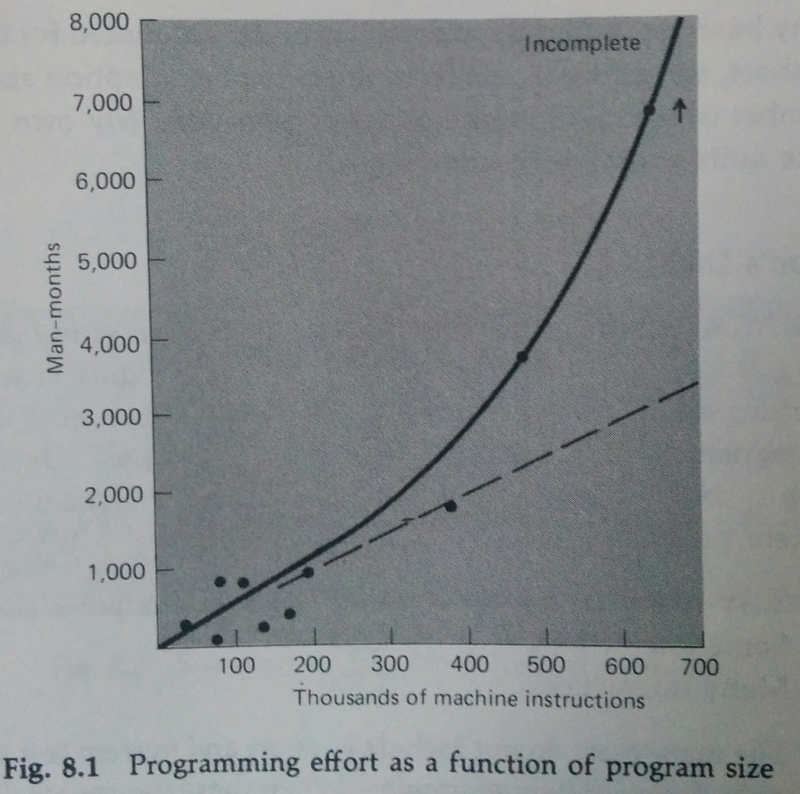 8,000
Incomplete
7,000
6,000
5,000
Man-months
4,000
3,000
2,000
1,000
100 200 300 400 500 600 700
Thousands of machine instructions
Fig. 8.1 Programming effort as a function of program size